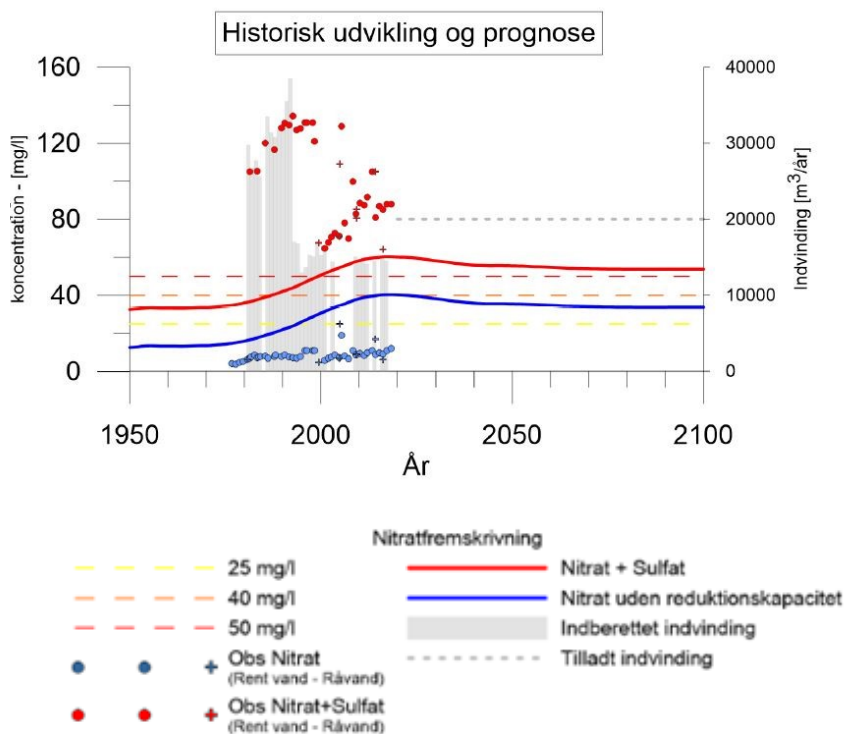 Historisk udvikling og prognose
160
120
80
40
0
koncentration - [mg/l]
40000
30000
20000
10000
0
Indvinding [m³/år]
1950
2000
2050
2100
År
25 mg/l
40 mg/l
50 mg/l
Obs Nitrat
(Rent vand - Råvand)
Obs Nitrat+Sulfat
(Rent vand - Råvand)
Nitratfremskrivning
Nitrat + Sulfat
Nitrat uden reduktionskapacitet
Indberettet indvinding
Tilladt indvinding